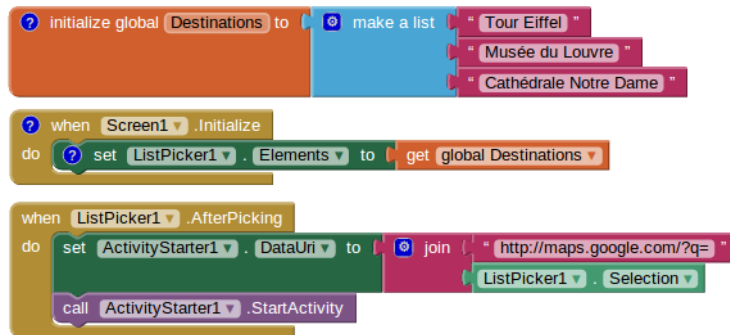 ? initialize global Destinations to make a list " Tour Eiffel "
" Musée du Louvre "
" Cathédrale Notre Dame "
? when Screen1 .Initialize
do ? set ListPicker1 . Elements to get global Destinations
when ListPicker1 .AfterPicking
do set ActivityStarter1 . DataUri to join " http://maps.google.com/?q= "
ListPicker1 . Selection
call ActivityStarter1 .StartActivity